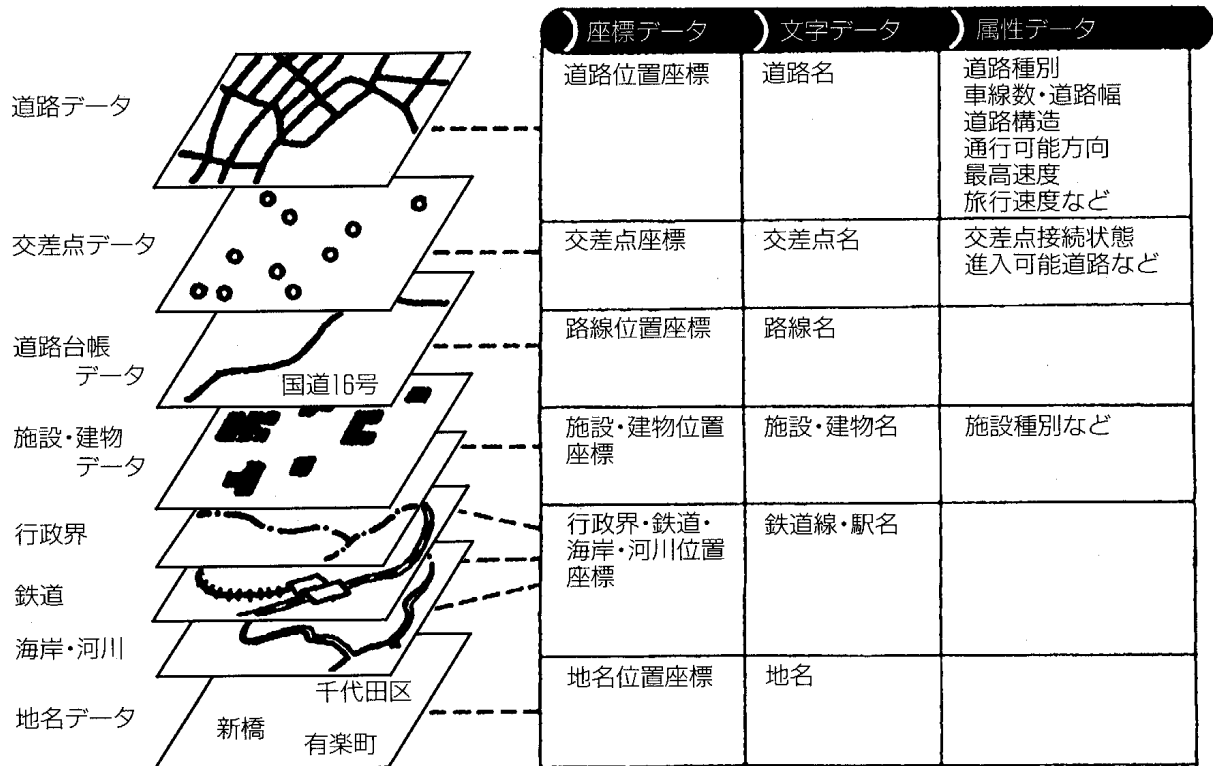 座標データ
文字データ
属性データ
道路データ
道路位置座標
道路名
道路種別
車線数・道路幅
道路構造
通行可能方向
最高速度
旅行速度など
交差点データ
交差点座標
交差点名
交差点接続状態
進入可能道路など
道路台帳
データ
国道16号
路線位置座標
路線名
施設・建物
データ
施設・建物位置
座標
施設・建物名
施設種別など
行政界
鉄道
海岸・河川
行政界・鉄道・
海岸・河川位置
座標
鉄道線・駅名
地名データ
千代田区
新橋
有楽町
地名位置座標
地名